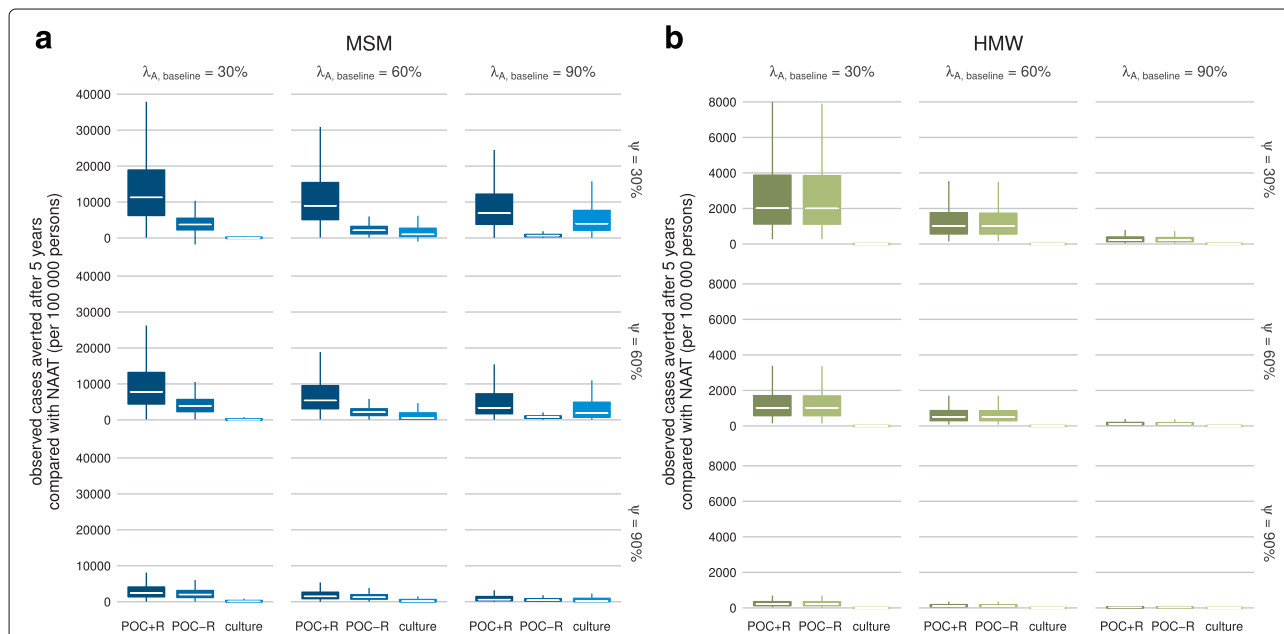 a
MSM
λA, baseline = 30%
λA, baseline = 60%
λA, baseline = 90%
observed cases averted after 5 years
compared with NAAT (per 100 000 persons)
40000
30000
20000
10000
0
ψ = 30%
40000
30000
20000
10000
0
ψ = 60%
40000
30000
20000
10000
0
ψ = 90%
POC+R POC−R culture
POC+R POC−R culture
POC+R POC−R culture
b
HMW
λA, baseline = 30%
λA, baseline = 60%
λA, baseline = 90%
observed cases averted after 5 years
compared with NAAT (per 100 000 persons)
8000
6000
4000
2000
0
ψ = 30%
8000
6000
4000
2000
0
ψ = 60%
8000
6000
4000
2000
0
ψ = 90%
POC+R POC−R culture
POC+R POC−R culture
POC+R POC−R culture